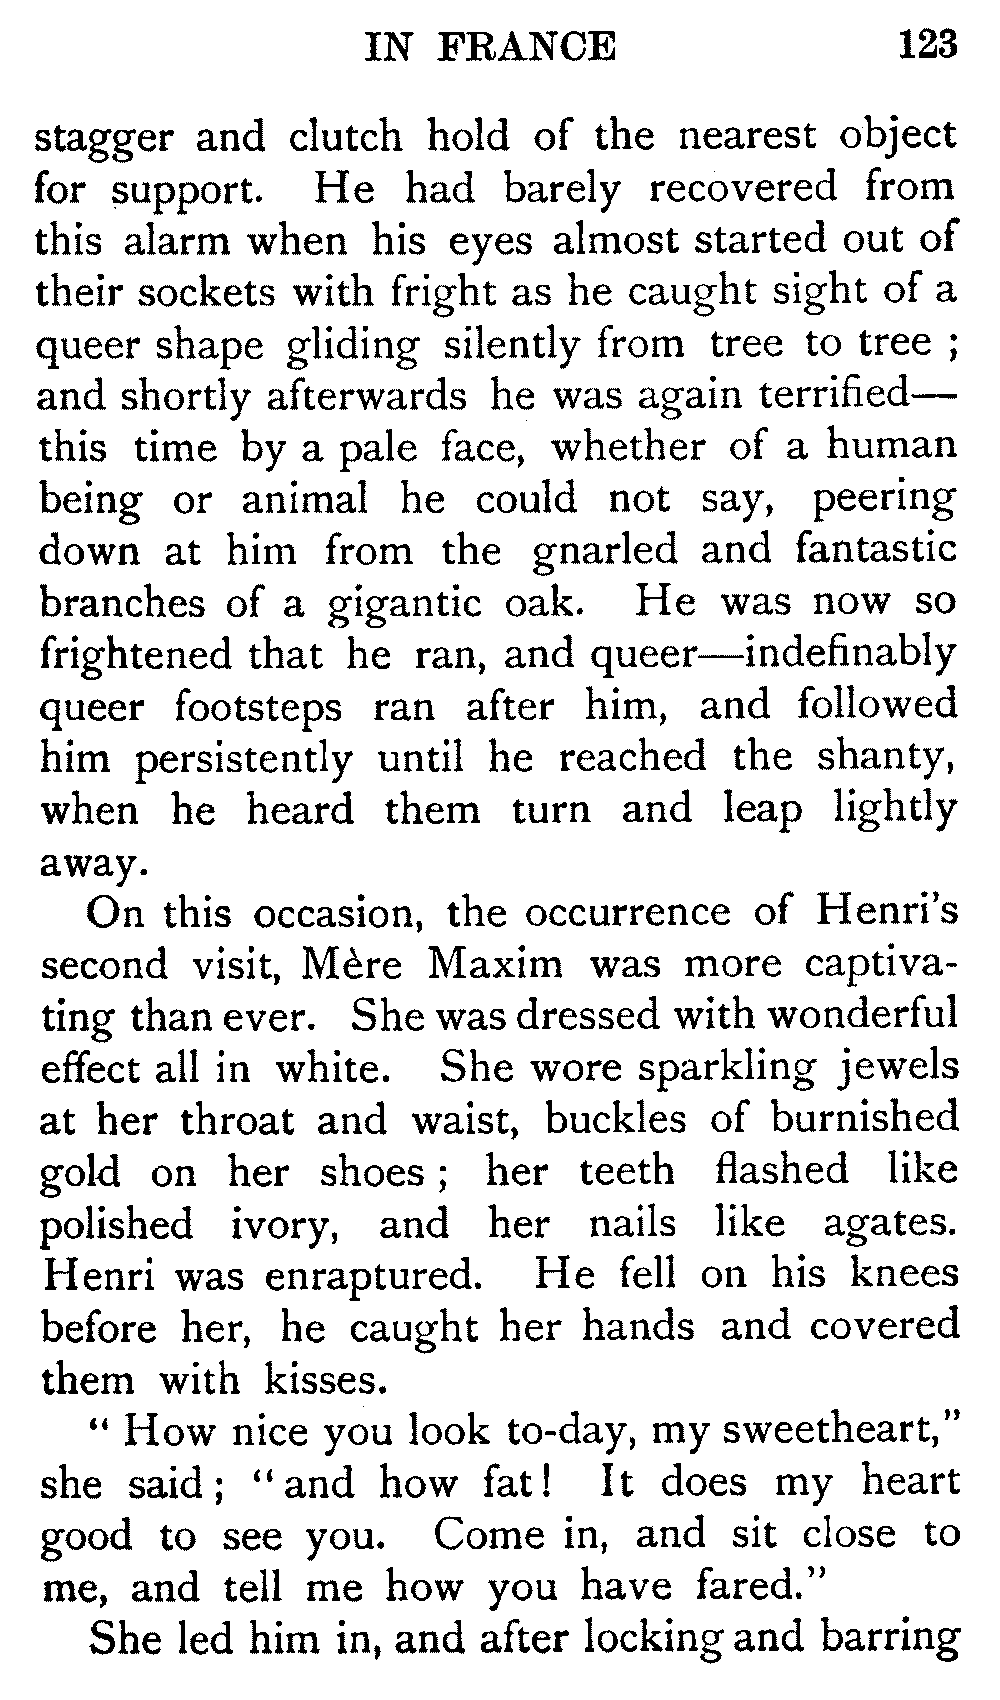 IN FRANCE 123
stagger and clutch hold of the nearest object
for support. He had barely recovered from
this alarm when his eyes almost started out of
their sockets with fright as he caught sight of a
queer shape gliding silently from tree to tree ;
and shortly afterwards he was again terrified—
this time by a pale face, whether of a human
being or animal he could not say, peering
down at him from the gnarled and fantastic
branches of a gigantic oak. He was now so
frightened that he ran, and queer—indefinably
queer footsteps ran after him, and followed
him persistently until he reached the shanty,
when he heard them turn and leap lightly
away.
On this occasion, the occurrence of Henri's
second visit, Mère Maxim was more captiva-
ting than ever. She was dressed with wonderful
effect all in white. She wore sparkling jewels
at her throat and waist, buckles of burnished
gold on her shoes ; her teeth flashed like
polished ivory, and her nails like agates.
Henri was enraptured. He fell on his knees
before her, he caught her hands and covered
them with kisses.
" How nice you look to-day, my sweetheart,"
she said ; " and how fat ! It does my heart
good to see you. Come in, and sit close to
me, and tell me how you have fared."
She led him in, and after locking and barring